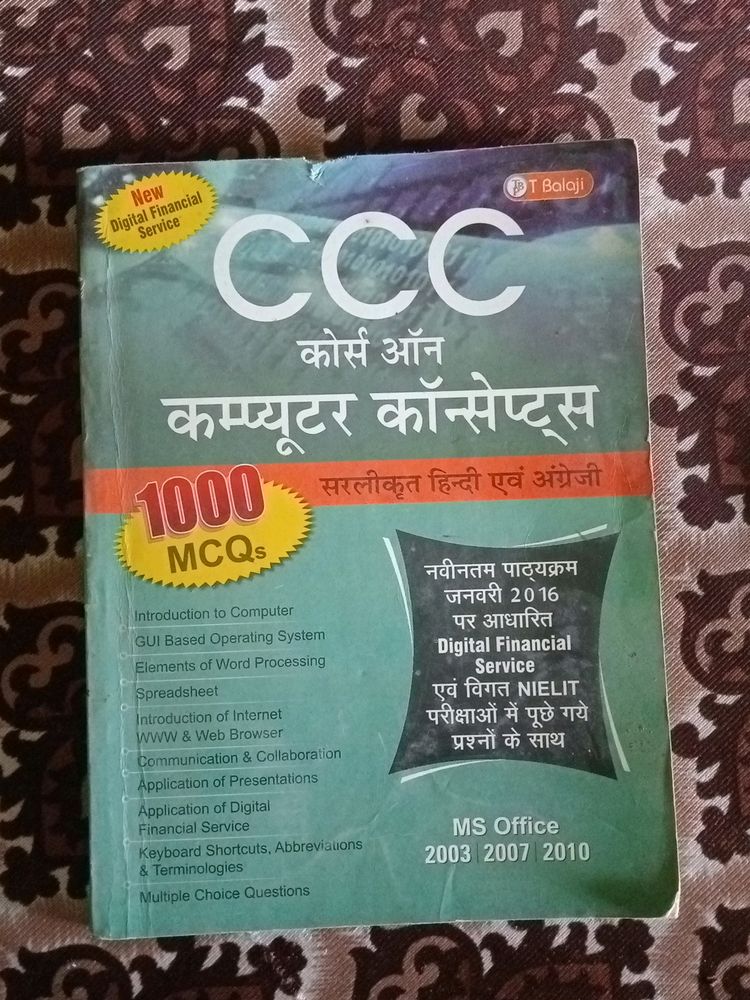 New
Digital Financial
Service
TBP T Balaji
CCC
कोर्स ऑन
कम्प्यूटर कॉन्सेप्ट्स
सरलीकृत हिन्दी एवं अंग्रेजी
1000
MCQs
Introduction to Computer
GUI Based Operating System
Elements of Word Processing
Spreadsheet
Introduction of Internet
WWW & Web Browser
Communication & Collaboration
Application of Presentations
Application of Digital
Financial Service
Keyboard Shortcuts, Abbreviations
& Terminologies
Multiple Choice Questions
नवीनतम पाठ्यक्रम
जनवरी 2016
पर आधारित
Digital Financial
Service
एवं विगत NIELIT
परीक्षाओं में पूछे गये
प्रश्नों के साथ
MS Office
2003 | 2007 | 2010